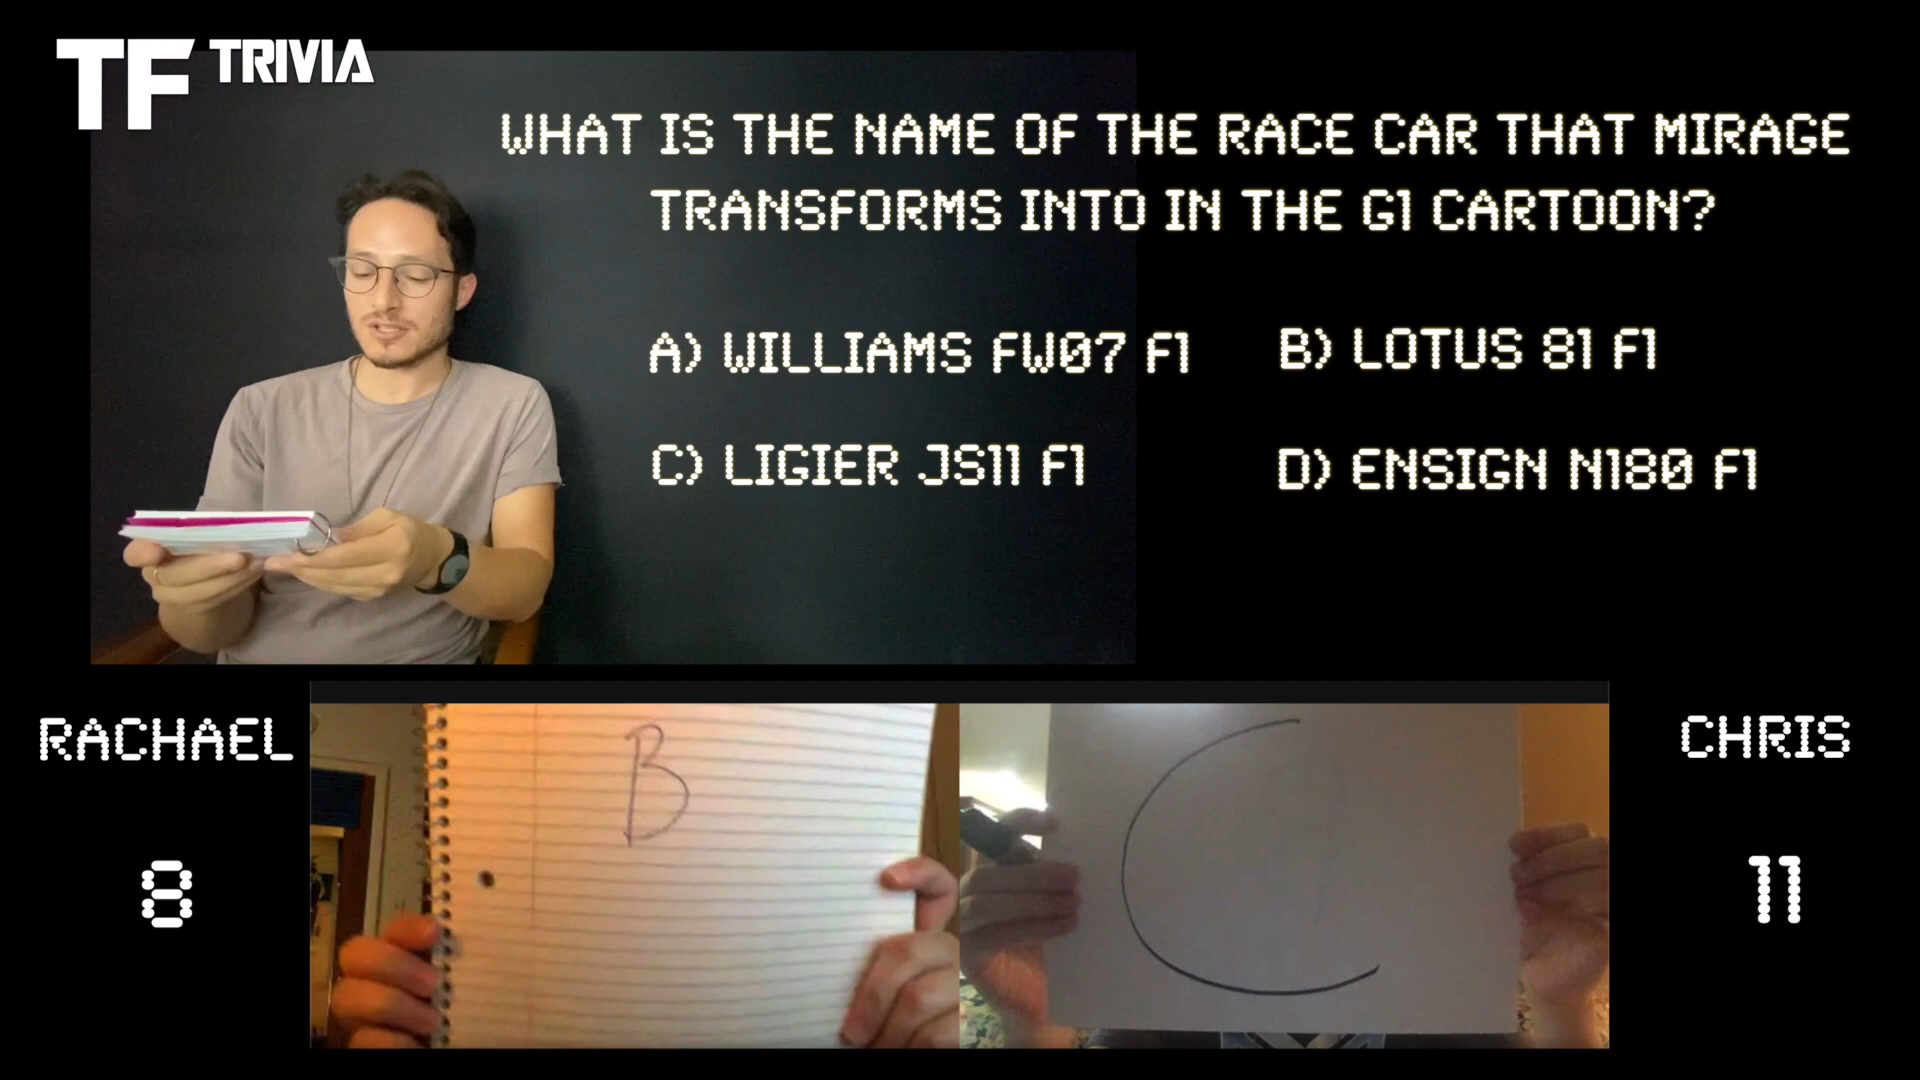 TF TRIVIA
WHAT IS THE NAME OF THE RACE CAR THAT MIRAGE
TRANSFORMS INTO IN THE G1 CARTOON?
A) WILLIAMS FW07 F1
B) LOTUS 81 F1
C) LIGIER JS11 F1
D) ENSIGN N180 F1
RACHAEL
8
B
C
CHRIS
11